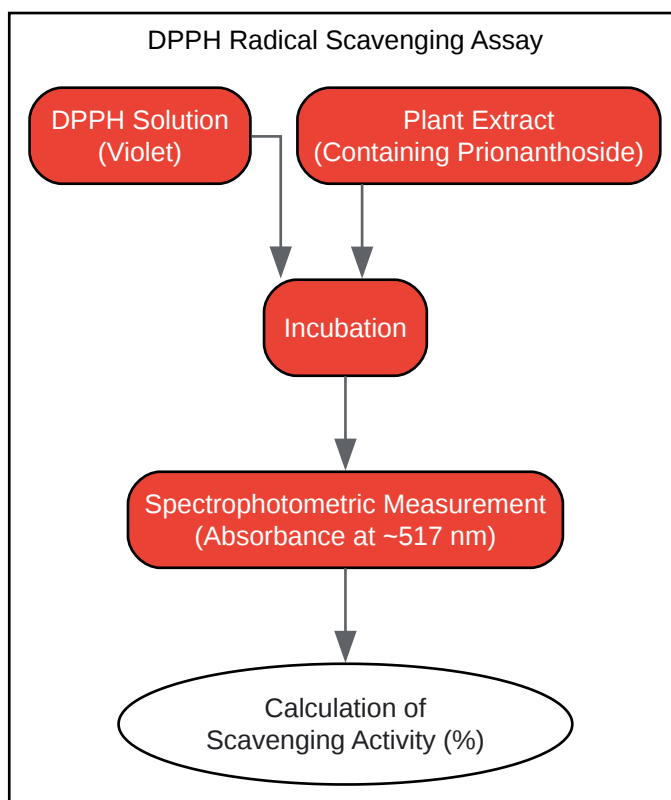 DPPH Radical Scavenging Assay
DPPH Solution
(Violet)
Plant Extract
(Containing Prionanthoside)
Incubation
Spectrophotometric Measurement
(Absorbance at ~517 nm)
Calculation of
Scavenging Activity (%)